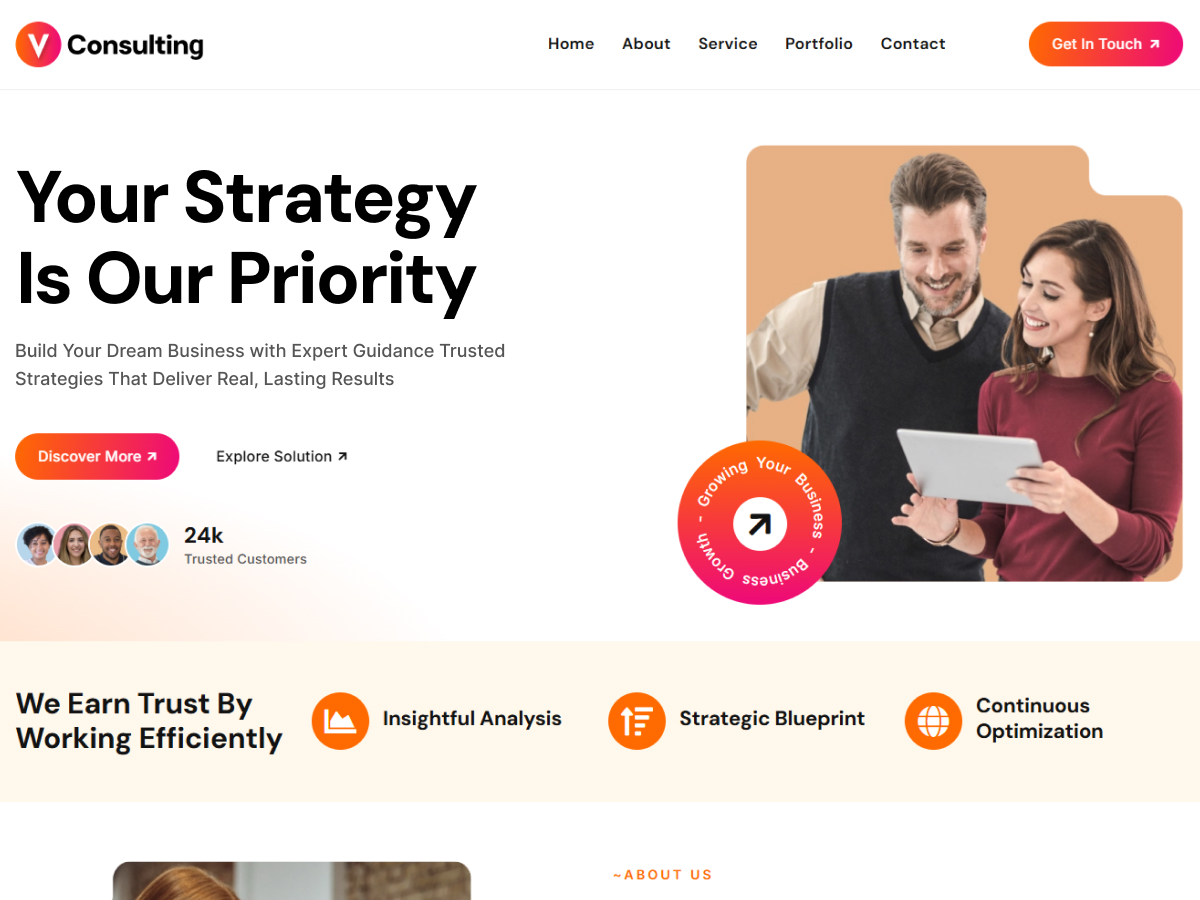 V Consulting
Home About Service Portfolio Contact
Get In Touch
Your Strategy
Is Our Priority
Build Your Dream Business with Expert Guidance Trusted
Strategies That Deliver Real, Lasting Results
Discover More
Explore Solution
24k
Trusted Customers
Growing Your Business - Business Growth -
We Earn Trust By
Working Efficiently
Insightful Analysis
Strategic Blueprint
Continuous
Optimization
~ABOUT US